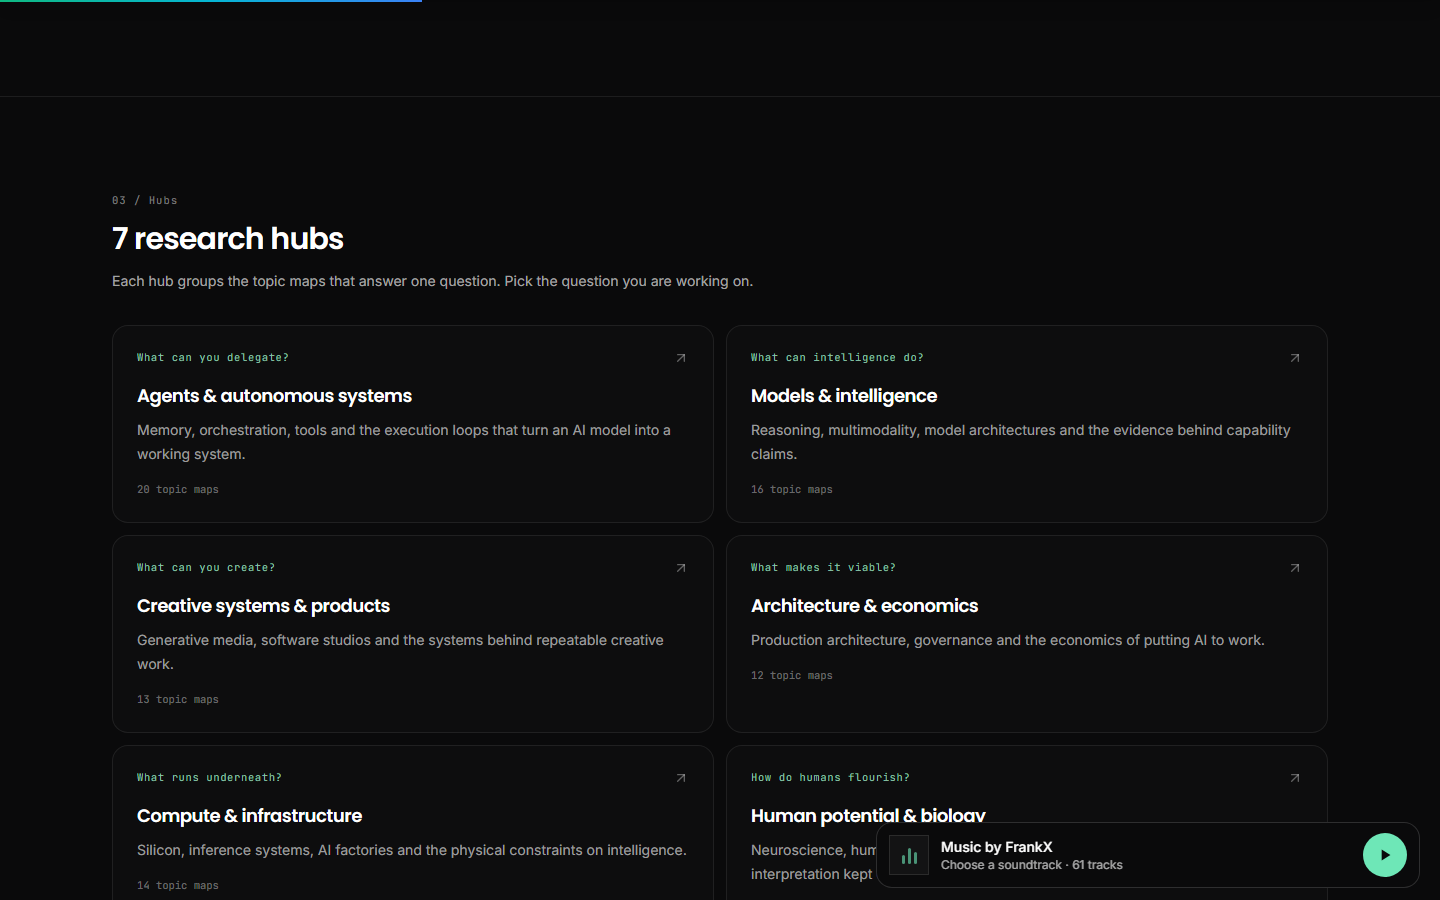 03 / Hubs
7 research hubs
Each hub groups the topic maps that answer one question. Pick the question you are working on.
What can you delegate?
Agents & autonomous systems
Memory, orchestration, tools and the execution loops that turn an AI model into a
working system.
20 topic maps
What can intelligence do?
Models & intelligence
Reasoning, multimodality, model architectures and the evidence behind capability
claims.
16 topic maps
What can you create?
Creative systems & products
Generative media, software studios and the systems behind repeatable creative
work.
13 topic maps
What makes it viable?
Architecture & economics
Production architecture, governance and the economics of putting AI to work.
12 topic maps
What runs underneath?
Compute & infrastructure
Silicon, inference systems, AI factories and the physical constraints on intelligence.
14 topic maps
How do humans flourish?
Human potential & biology
Neuroscience,
interpretation kept
Music by FrankX
Choose a soundtrack · 61 tracks